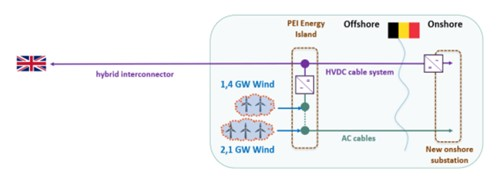 PEI Energy
Island
Offshore
Onshore
hybrid interconnector
HVDC cable system
1,4 GW Wind
2,1 GW Wind
AC cables
New onshore
substation